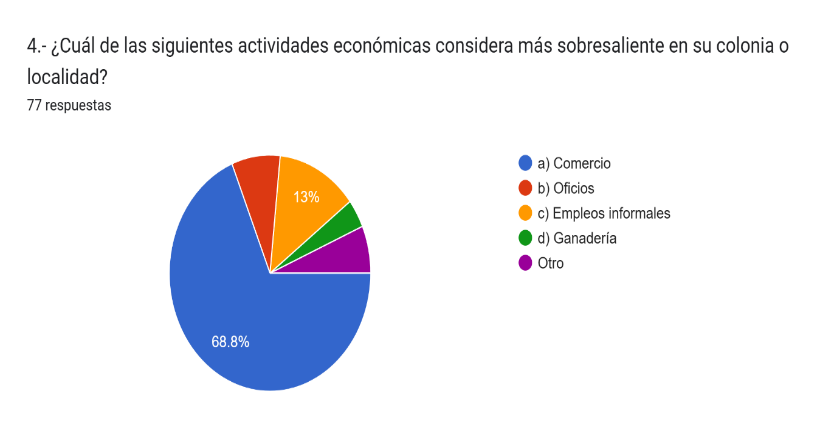 4.- ¿Cuál de las siguientes actividades económicas considera más sobresaliente en su colonia o
localidad?
77 respuestas
13%
68.8%
a) Comercio
b) Oficios
c) Empleos informales
d) Ganadería
Otro